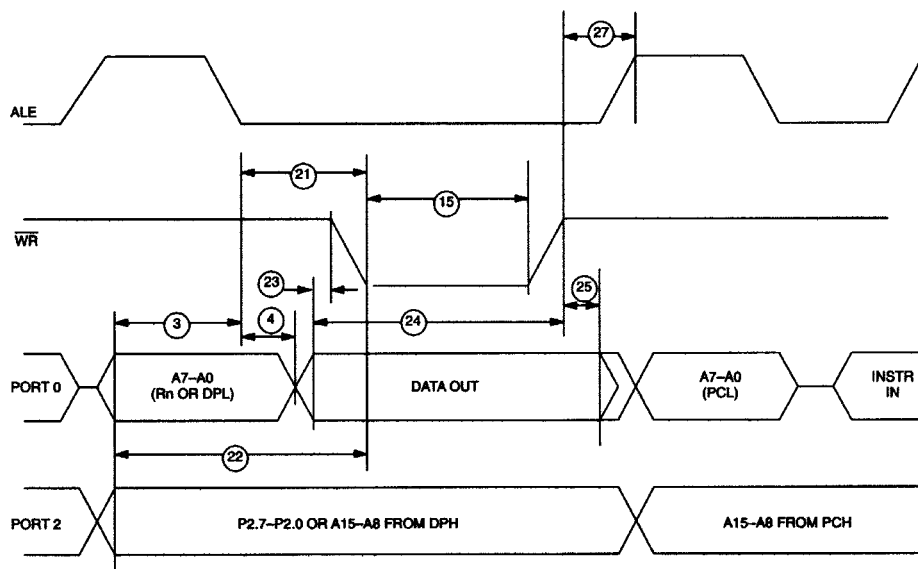 27
ALE
21
15
W̅R̅
23
25
3
4
24
PORT 0
A7–A0
(Rn OR DPL)
DATA OUT
A7–A0
(PCL)
INSTR
IN
22
PORT 2
P2.7–P2.0 OR A15–A8 FROM DPH
A15–A8 FROM PCH